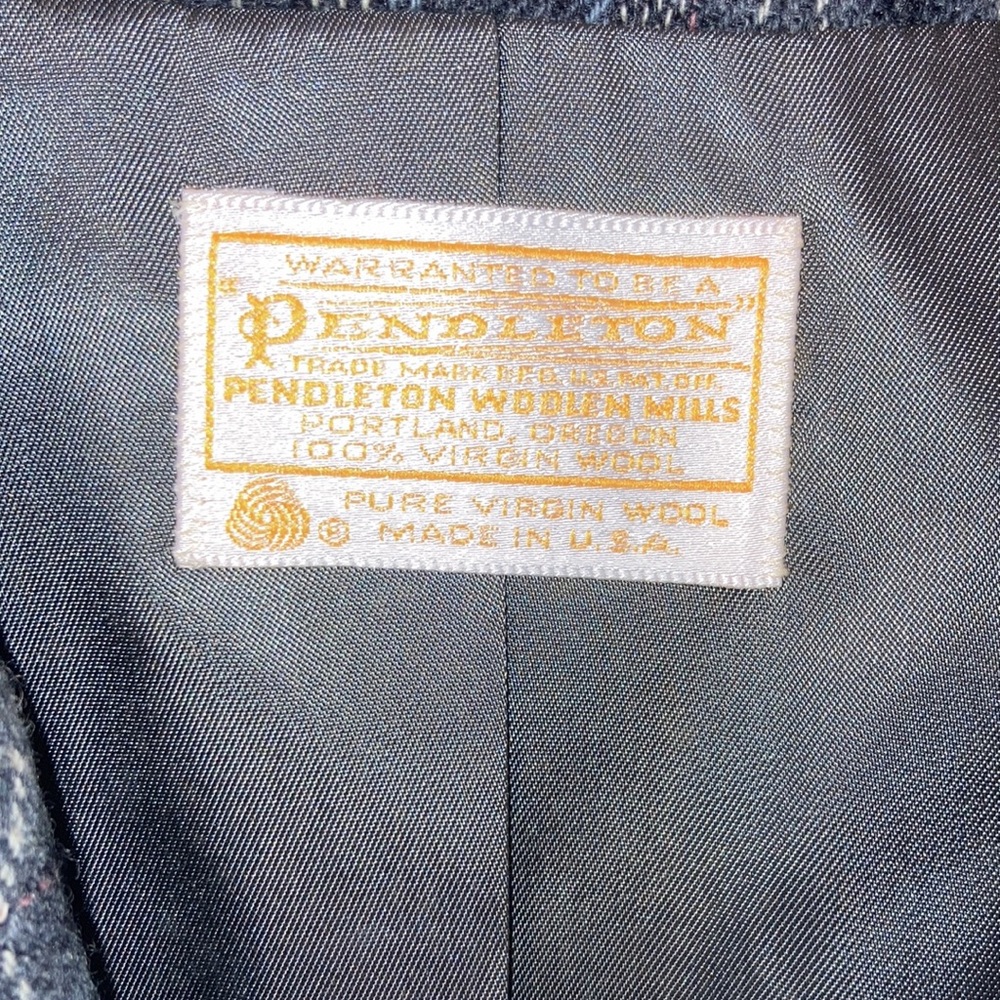 WARRANTED TO BE A
"PENDLETON"
TRADE MARK REG. U.S. PAT. OFF.
PENDLETON WOOLEN MILLS
PORTLAND, OREGON
100% VIRGIN WOOL
® PURE VIRGIN WOOL
MADE IN U.S.A.